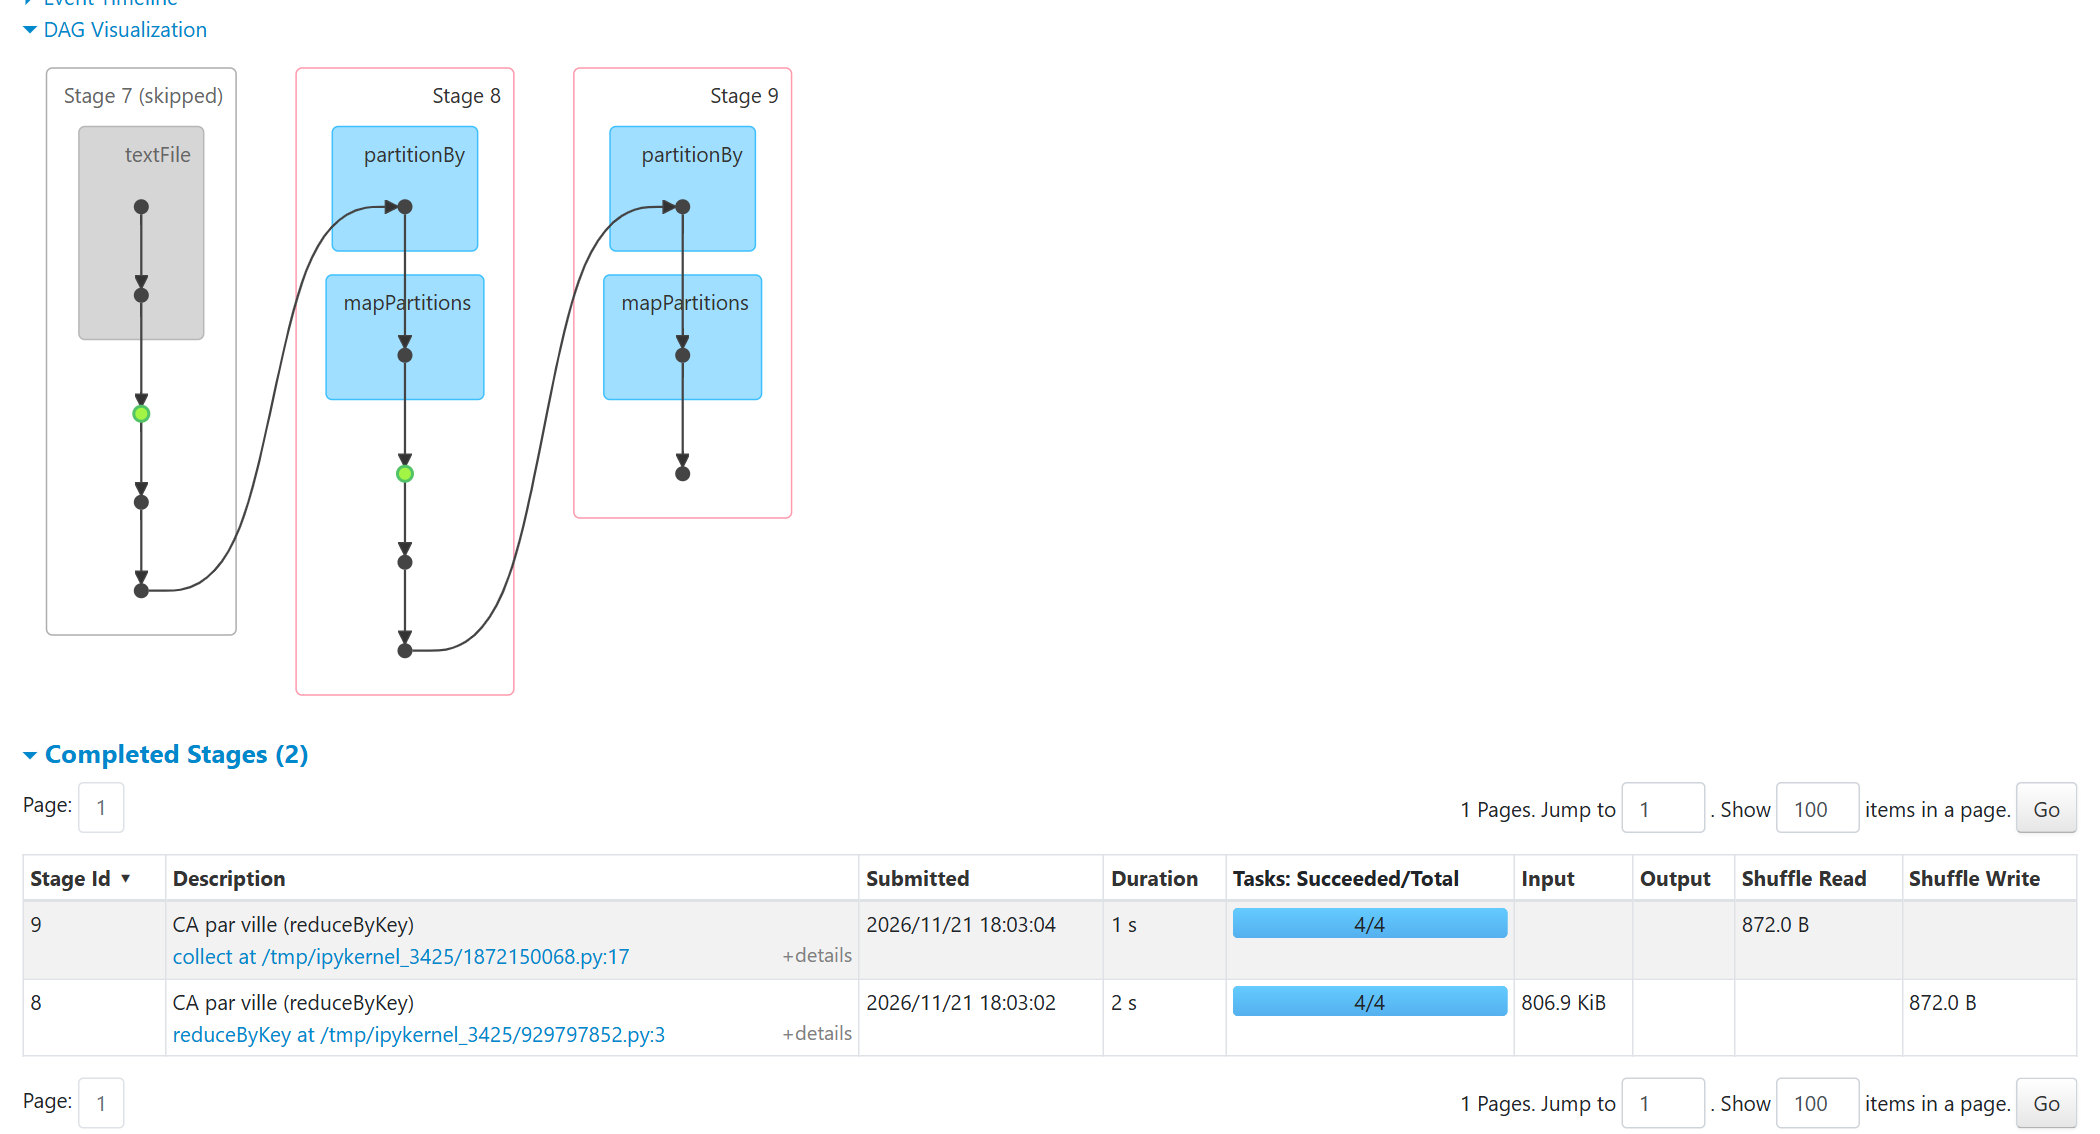 Event Timeline
DAG Visualization
Stage 7 (skipped)
Stage 8
Stage 9
textFile
partitionBy
partitionBy
mapPartitions
mapPartitions
Completed Stages (2)
Page: 1
1 Pages. Jump to 1 . Show 100 items in a page. Go
Stage Id ▾ Description Submitted Duration Tasks: Succeeded/Total Input Output Shuffle Read Shuffle Write
9 CA par ville (reduceByKey) 2026/11/21 18:03:04 1 s 4/4 872.0 B
collect at /tmp/ipykernel_3425/1872150068.py:17 +details
8 CA par ville (reduceByKey) 2026/11/21 18:03:02 2 s 4/4 806.9 KiB 872.0 B
reduceByKey at /tmp/ipykernel_3425/929797852.py:3 +details
Page: 1
1 Pages. Jump to 1 . Show 100 items in a page. Go